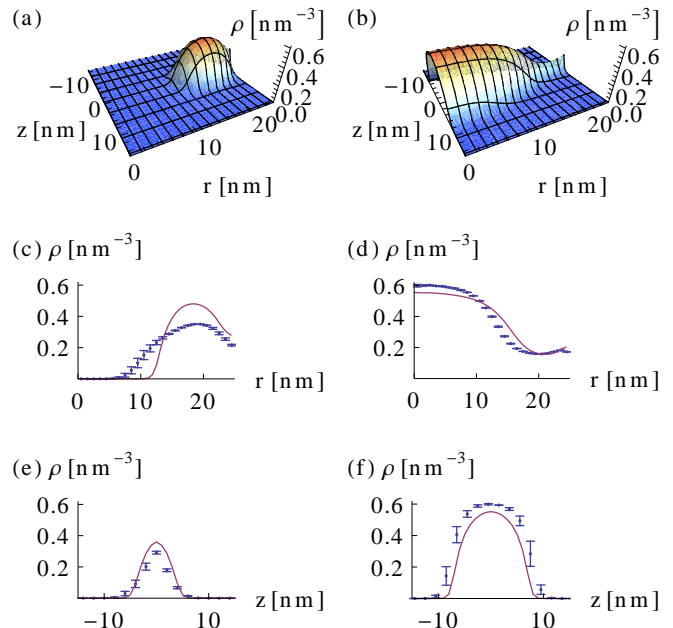 (a)
ρ [nm⁻³]
0.6
0.4
0.2
0.0
−10
0
10
z [nm]
0
10
20
r [nm]
(b)
ρ [nm⁻³]
0.6
0.4
0.2
0.0
−10
0
10
z [nm]
0
10
20
r [nm]
(c) ρ [nm⁻³]
0.6
0.4
0.2
0 10 20
r [nm]
(d) ρ [nm⁻³]
0.6
0.4
0.2
0 10 20
r [nm]
(e) ρ [nm⁻³]
0.6
0.4
0.2
0
−10 10
z [nm]
(f) ρ [nm⁻³]
0.6
0.4
0.2
0
−10 10
z [nm]